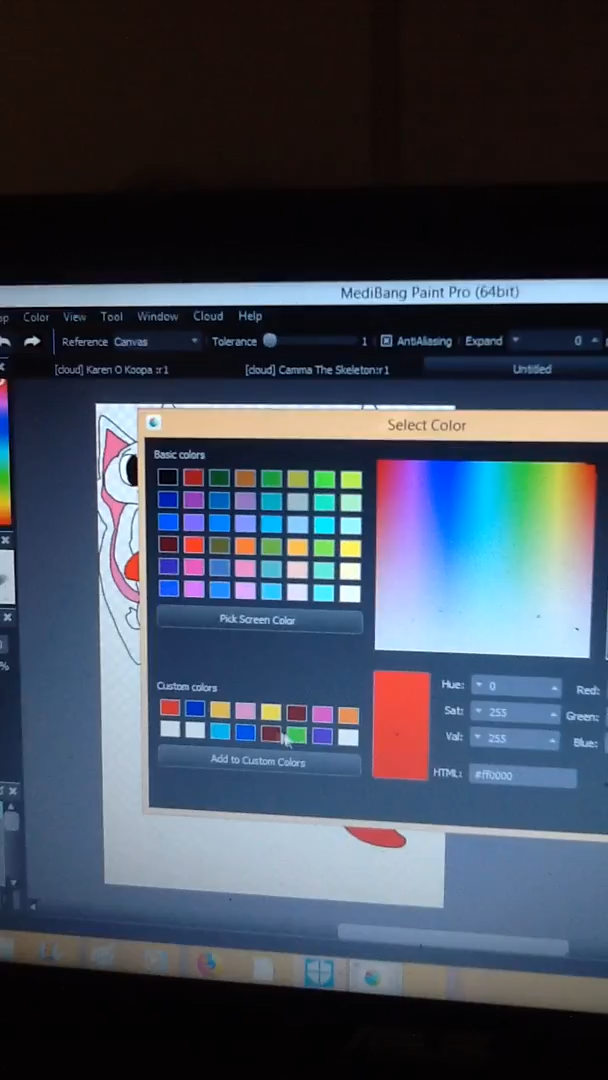 MediBang Paint Pro (64bit)
Color View Tool Window Cloud Help
Reference Canvas Tolerance 1 AntiAliasing Expand 0
[cloud] Karen O Koopa :r1 [cloud] Camma The Skeleton:r1 Untitled
Select Color
Basic colors
Pick Screen Color
%
Custom colors
Hue: 0 Red:
Sat: 255 Green:
Val: 255 Blue:
Add to Custom Colors
HTML: #ff0000